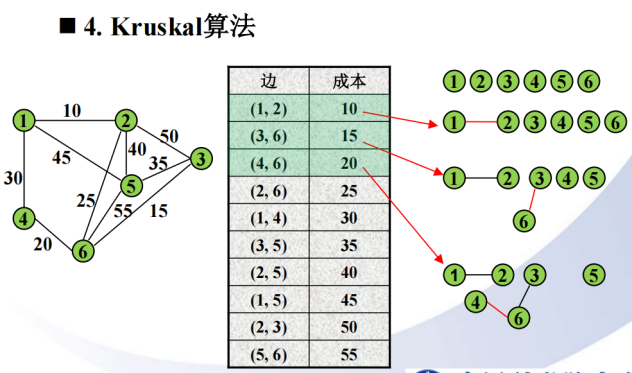 ■ 4. Kruskal算法
边 成本
(1, 2) 10
(3, 6) 15
(4, 6) 20
(2, 6) 25
(1, 4) 30
(3, 5) 35
(2, 5) 40
(1, 5) 45
(2, 3) 50
(5, 6) 55
10
1 2
50
45 40 35 3
30 5
25 55 15
4
20 6
1 2 3 4 5 6
1 2 3 4 5 6
1 2 3 4 5
6
1 2 3 5
4
6